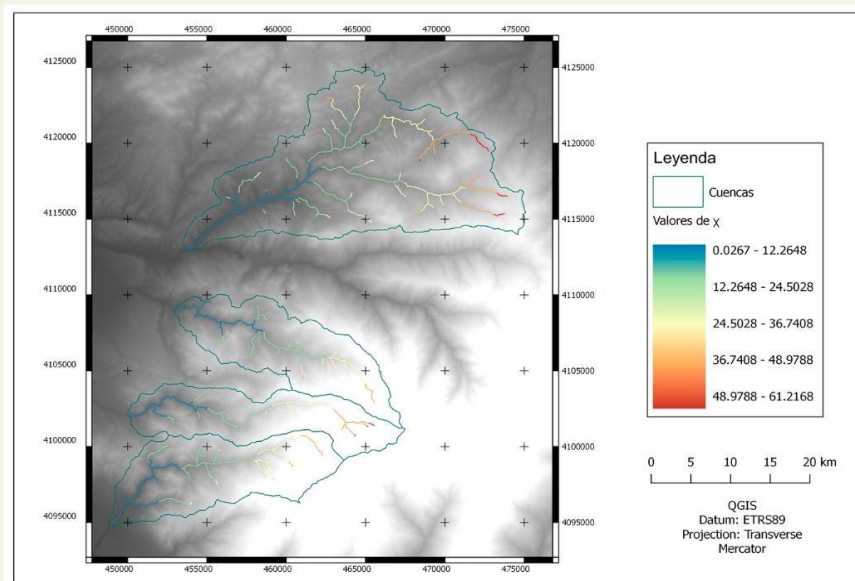 450000 455000 460000 465000 470000 475000
4125000 4125000
4120000 4120000
4115000 4115000
4110000 4110000
4105000 4105000
4100000 4100000
4095000 4095000
450000 455000 460000 465000 470000 475000
Leyenda
Cuencas
Valores de χ
0.0267 - 12.2648
12.2648 - 24.5028
24.5028 - 36.7408
36.7408 - 48.9788
48.9788 - 61.2168
0 5 10 15 20 km
QGIS
Datum: ETRS89
Projection: Transverse
Mercator